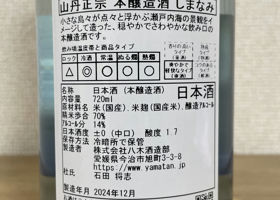 山丹正宗 本醸造酒 しまなみ
小さな島々が点々と浮かぶ瀬戸内海の景観をイ
メージして造った、穏やかでさわやかな飲み口の
本醸造酒です。
飲み頃温度帯と商品タイプ
ロック 冷酒 常温 ぬる燗 熱燗
△ ◎ ○ ○ ○
名称 日本酒(本醸造酒) 日本酒
内容量 720ml
原材料名 米(国産)、米麹(国産米)、醸造アルコール
精米歩合 70%
アルコール分 14%
日本酒度 ±0(中口) 酸度 1.7
保存方法 冷暗所で保管
製造者 株式会社八木酒造部
愛媛県今治市旭町3-3-8
https://www.yamatan.jp
石田 将志
製造年月 2024年12月